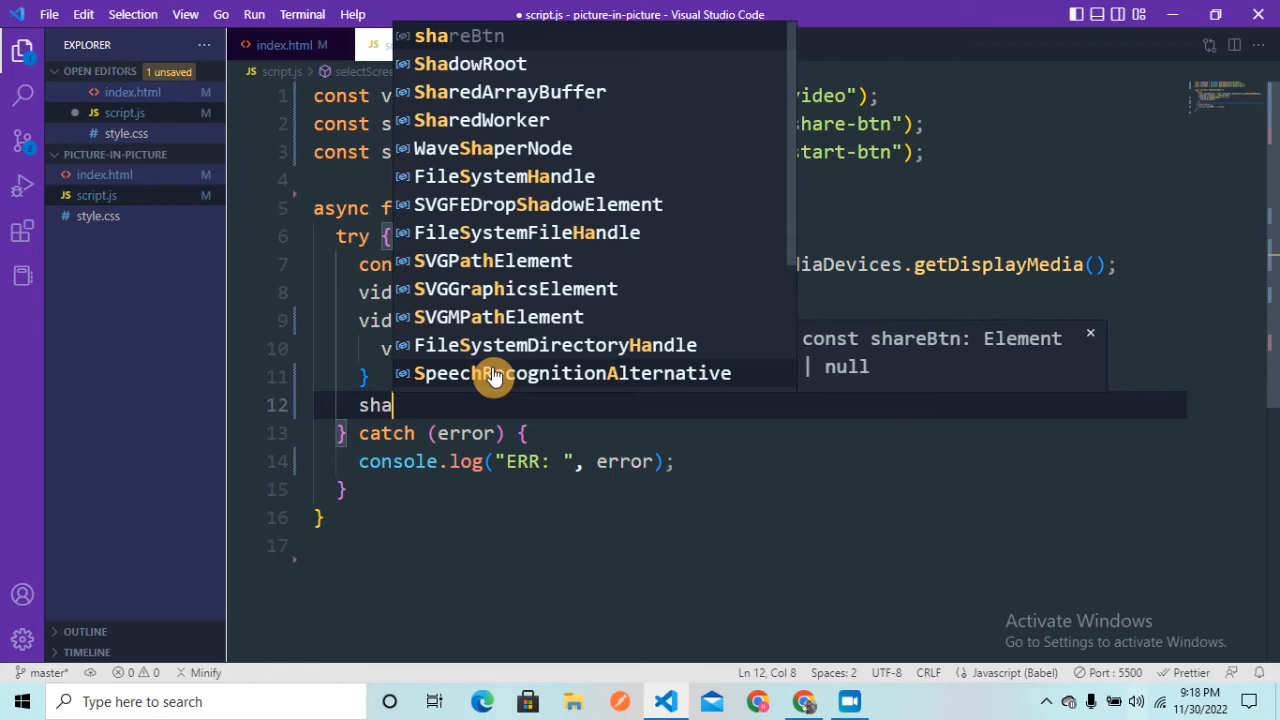 File Edit Selection View Go Run Terminal Help ● script.js - picture-in-picture - Visual Studio Code
EXPLORER ···
OPEN EDITORS 1 unsaved
index.html M
script.js M
style.css
PICTURE-IN-PICTURE
index.html M
script.js M
style.css
OUTLINE
TIMELINE
index.html M JS
script.js
1 const v
2 const s
3 const s
4
5 async f
6 try {
7 con
8 vid
9 vid
10 v
11 }
12 sha
13 } catch (error) {
14 console.log("ERR: ", error);
15 }
16 }
17
ideo");
hare-btn");
tart-btn");
diaDevices.getDisplayMedia();
shareBtn
ShadowRoot
SharedArrayBuffer
SharedWorker
WaveShaperNode
FileSystemHandle
SVGFEDropShadowElement
FileSystemFileHandle
SVGPathElement
SVGGraphicsElement
SVGMPathElement
FileSystemDirectoryHandle
SpeechRecognitionAlternative
const shareBtn: Element
| null
Activate Windows
Go to Settings to activate Windows.
master* 0 0 Minify Ln 12, Col 8 Spaces: 2 UTF-8 CRLF Javascript (Babel) Port : 5500 Prettier
Type here to search
9:18 PM
11/30/2022